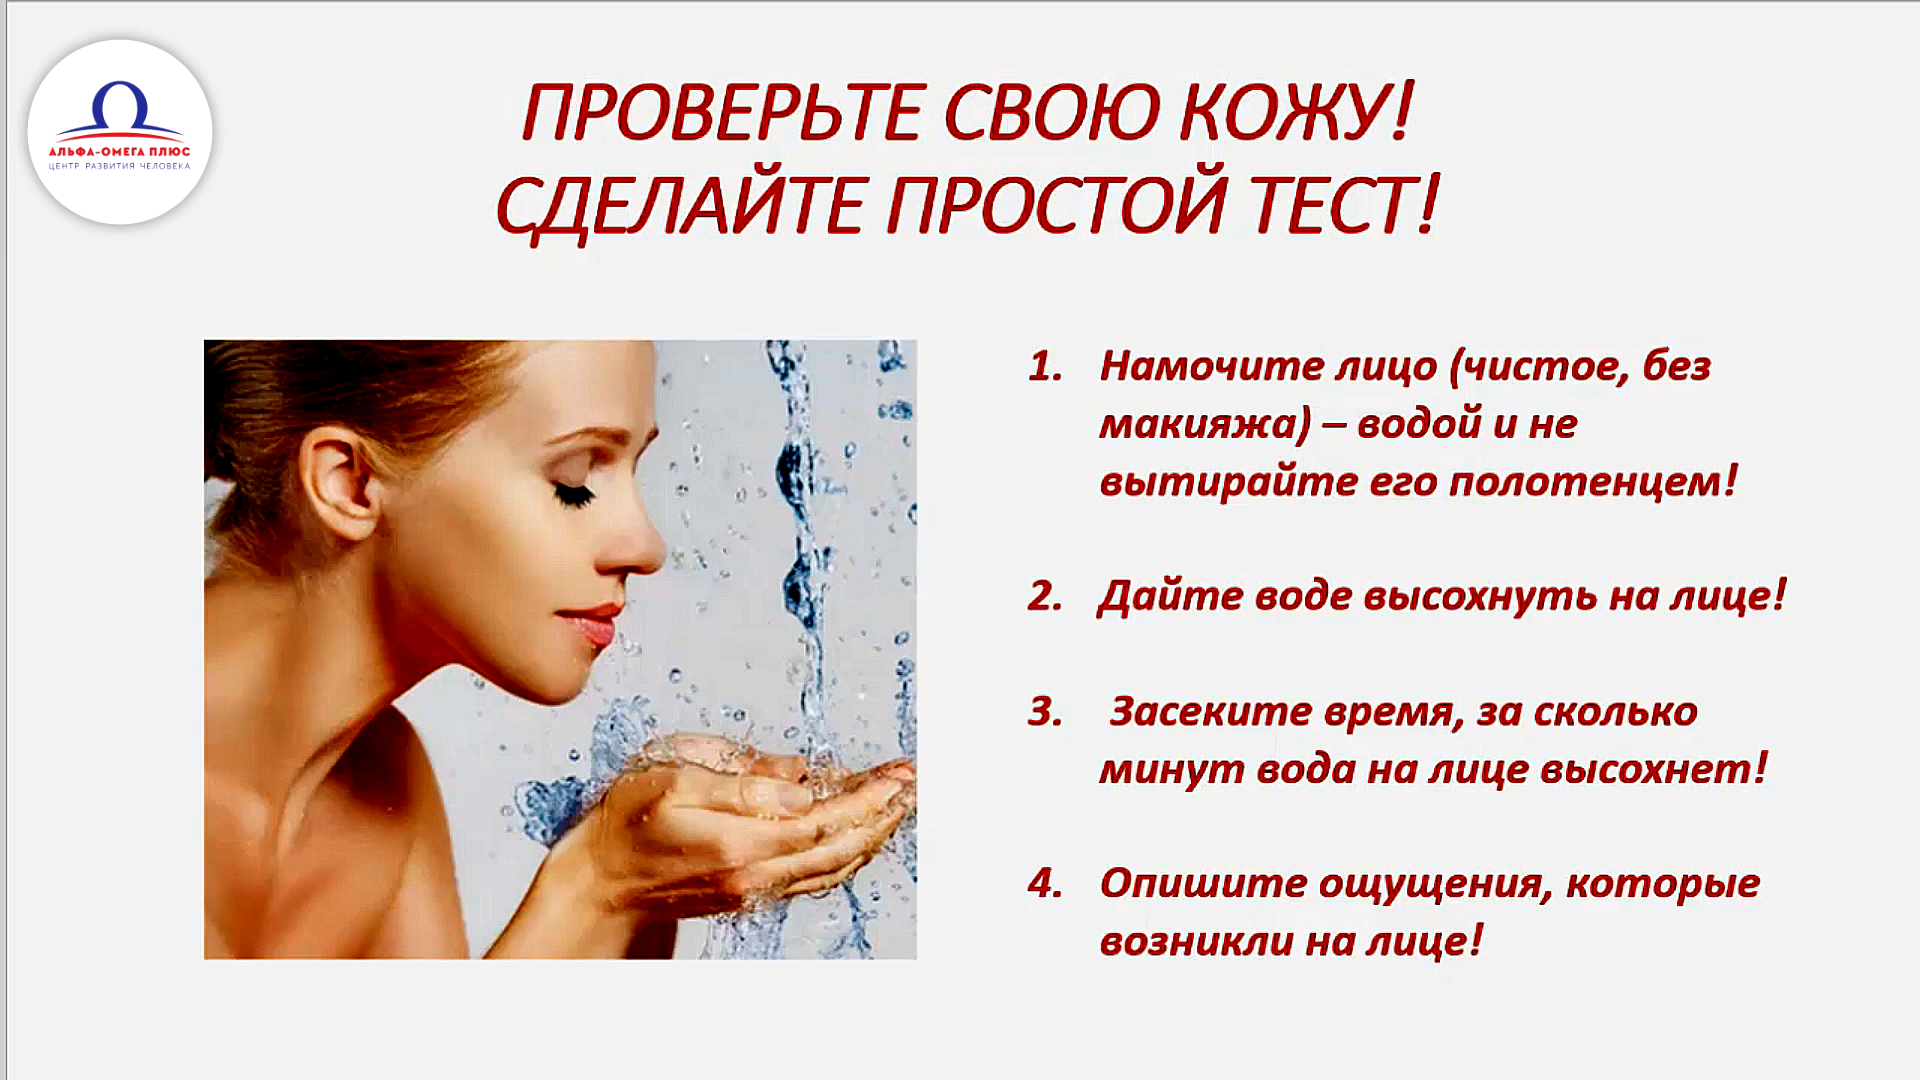 АЛЬФА-ОМЕГА ПЛЮС
ЦЕНТР РАЗВИТИЯ ЧЕЛОВЕКА
ПРОВЕРЬТЕ СВОЮ КОЖУ!
СДЕЛАЙТЕ ПРОСТОЙ ТЕСТ!
1. Намочите лицо (чистое, без
макияжа) – водой и не
вытирайте его полотенцем!
2. Дайте воде высохнуть на лице!
3. Засеките время, за сколько
минут вода на лице высохнет!
4. Опишите ощущения, которые
возникли на лице!